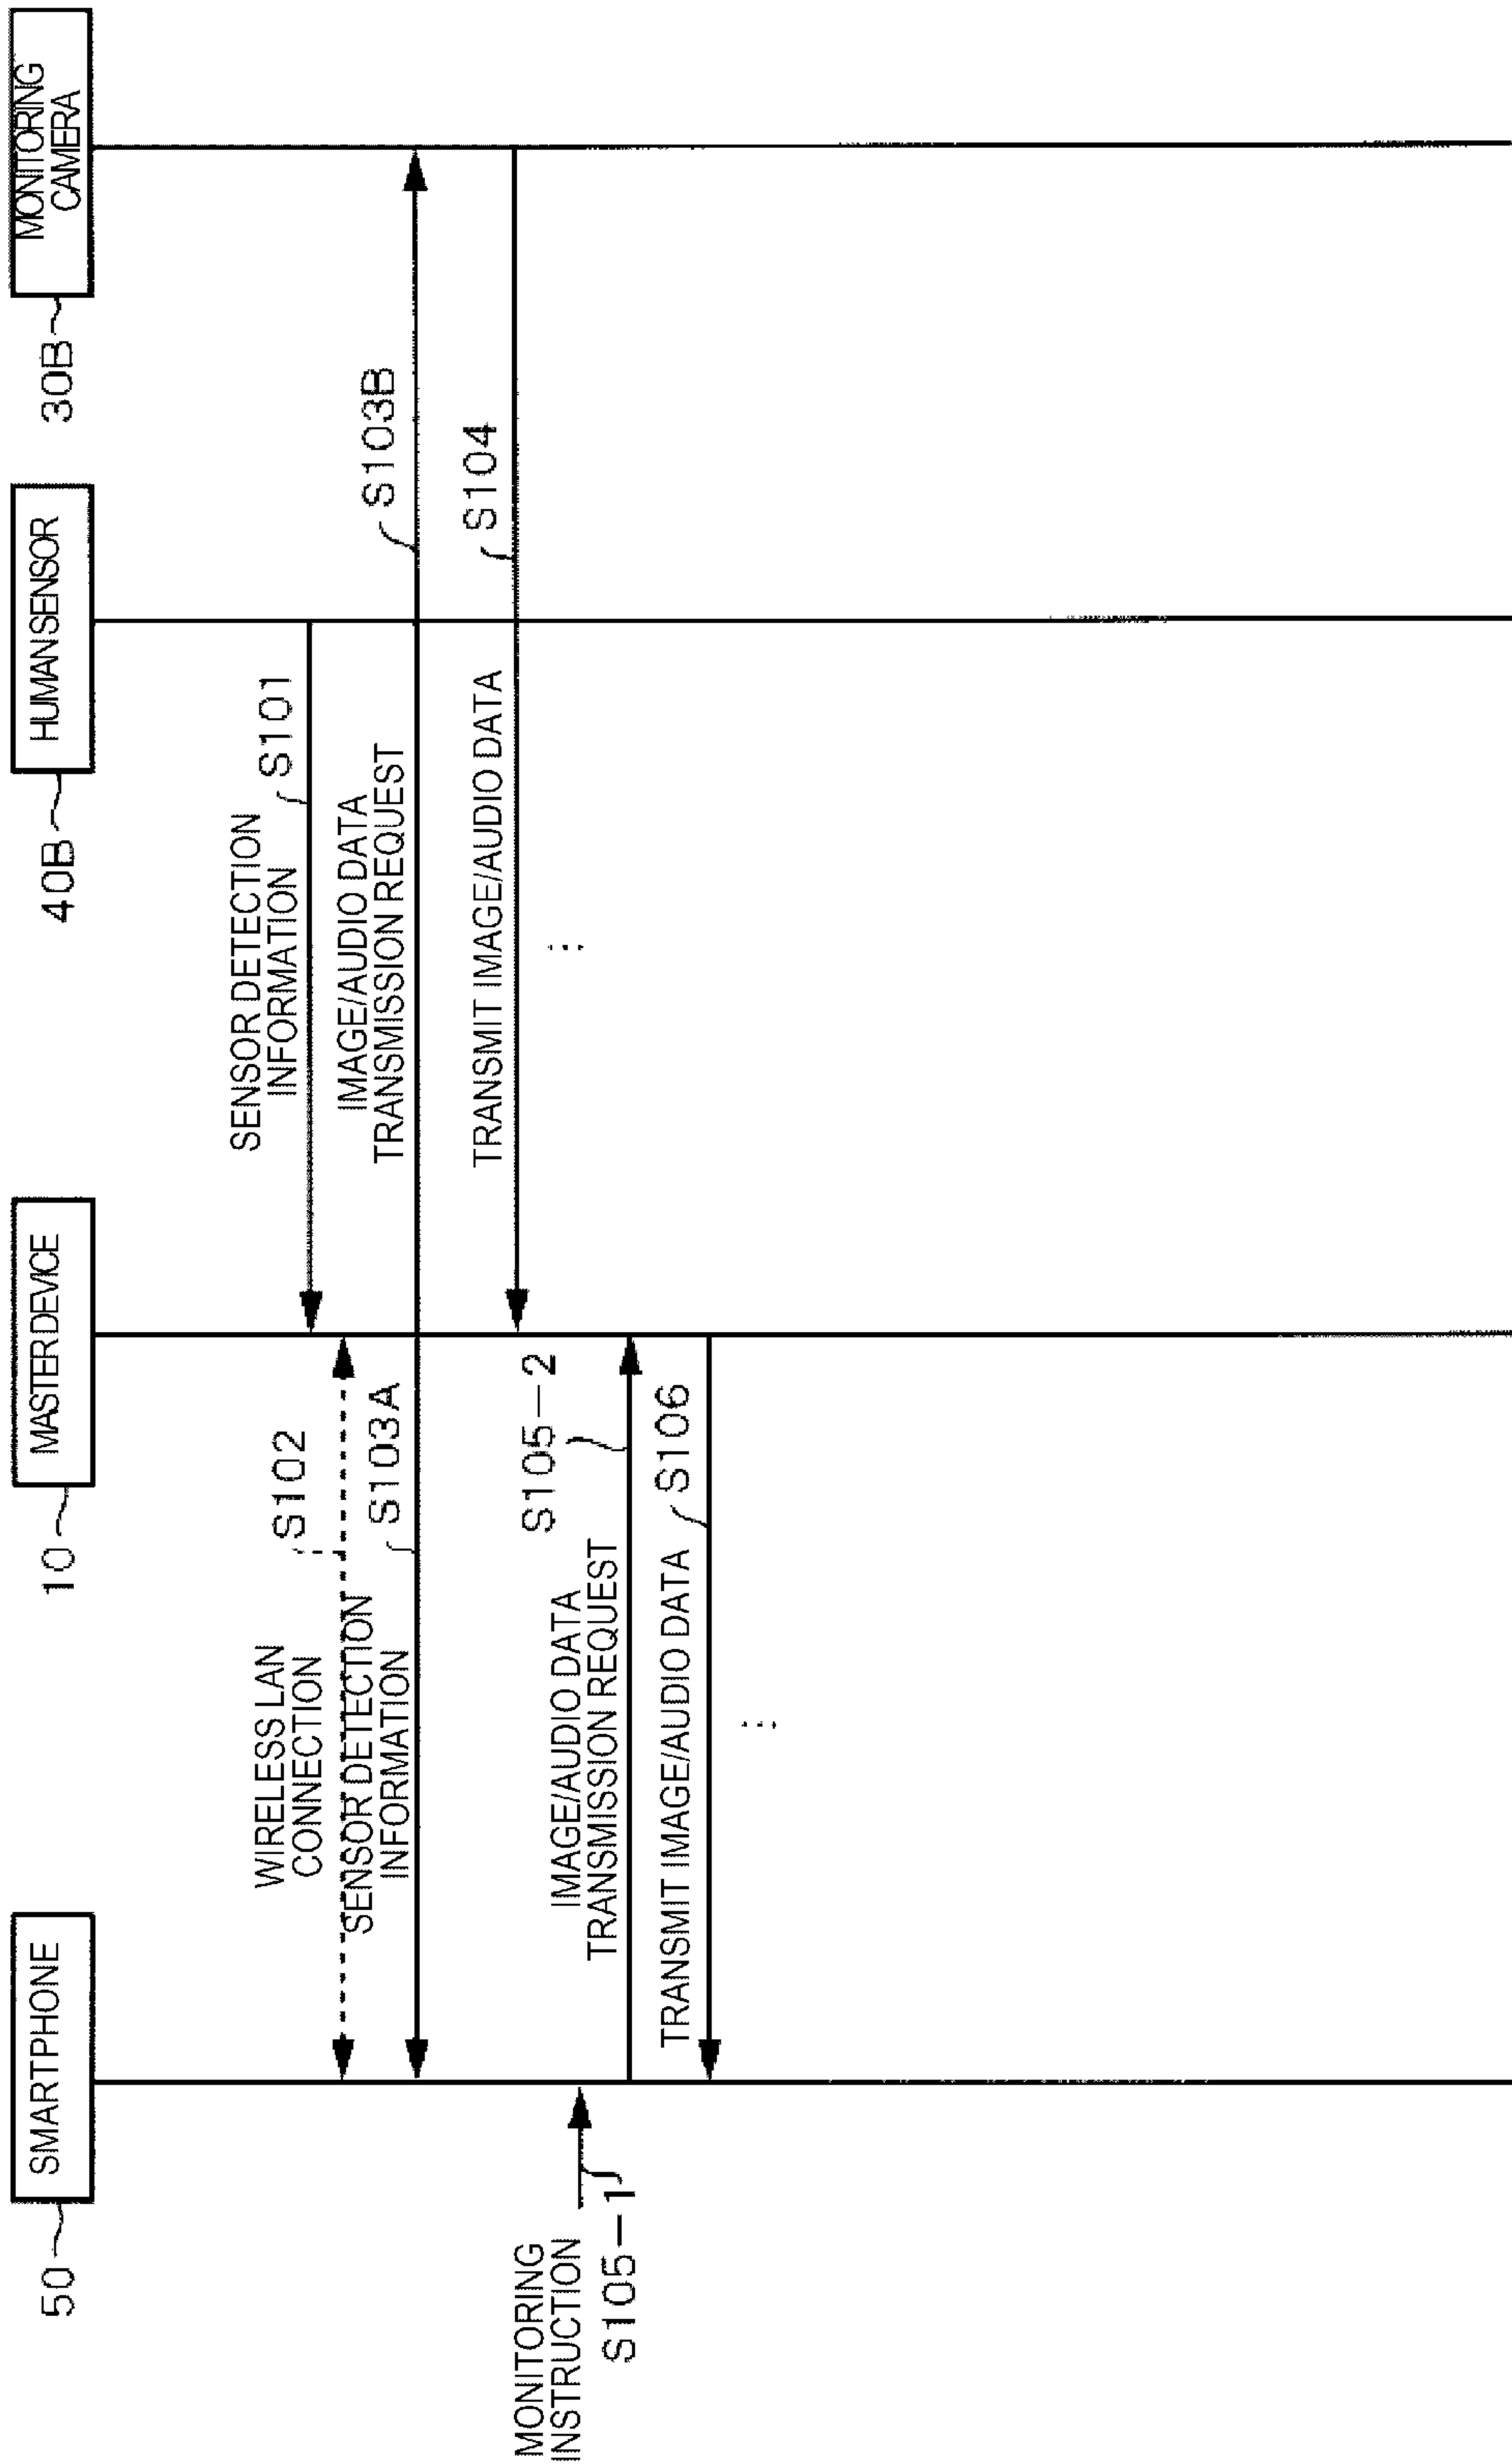 SMARTPHONE
50
MASTER DEVICE
10
HUMAN SENSOR
40B
MONITORING
CAMERA
30B
SENSOR DETECTION
INFORMATION
S101
WIRELESS LAN
CONNECTION
S102
SENSOR DETECTION
INFORMATION
S103A
IMAGE/AUDIO DATA
TRANSMISSION REQUEST
S103B
TRANSMIT IMAGE/AUDIO DATA
S104
...
MONITORING
INSTRUCTION
S105-1
IMAGE/AUDIO DATA
TRANSMISSION REQUEST
S105-2
TRANSMIT IMAGE/AUDIO DATA
S106
...